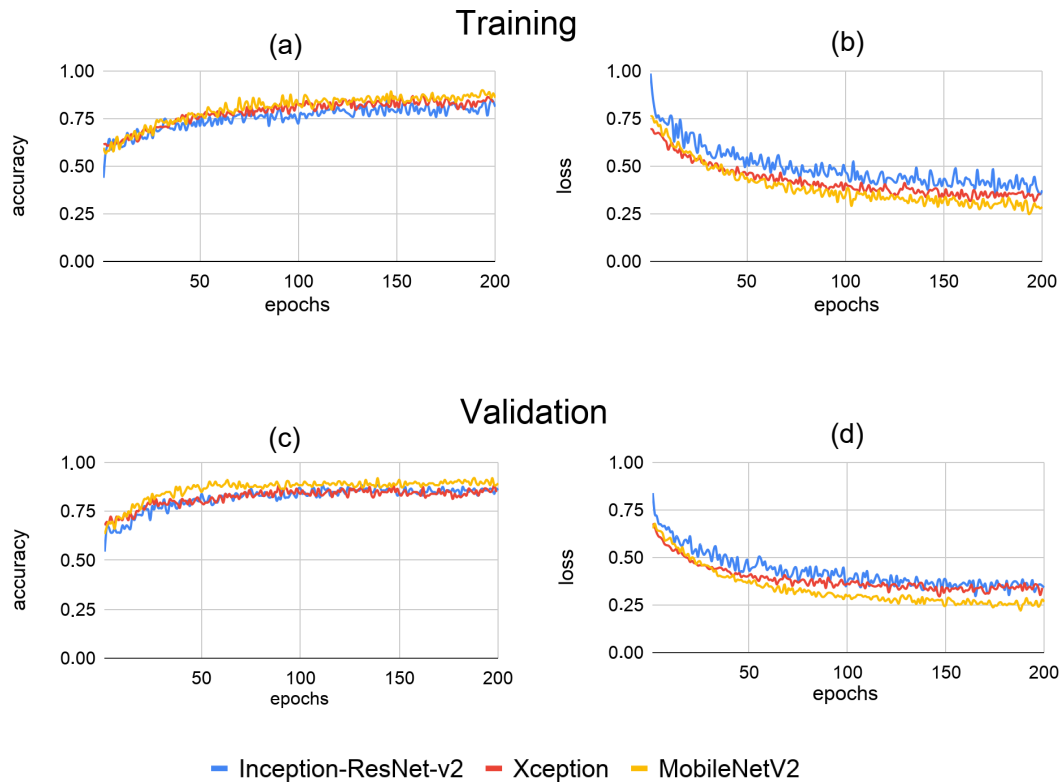 Training
(a)
(b)
1.00
0.75
0.50
0.25
0.00
accuracy
50
100
150
200
epochs
1.00
0.75
0.50
0.25
0.00
loss
50
100
150
200
epochs
Validation
(c)
(d)
1.00
0.75
0.50
0.25
0.00
accuracy
50
100
150
200
epochs
1.00
0.75
0.50
0.25
0.00
loss
50
100
150
200
epochs
Inception-ResNet-v2 Xception MobileNetV2